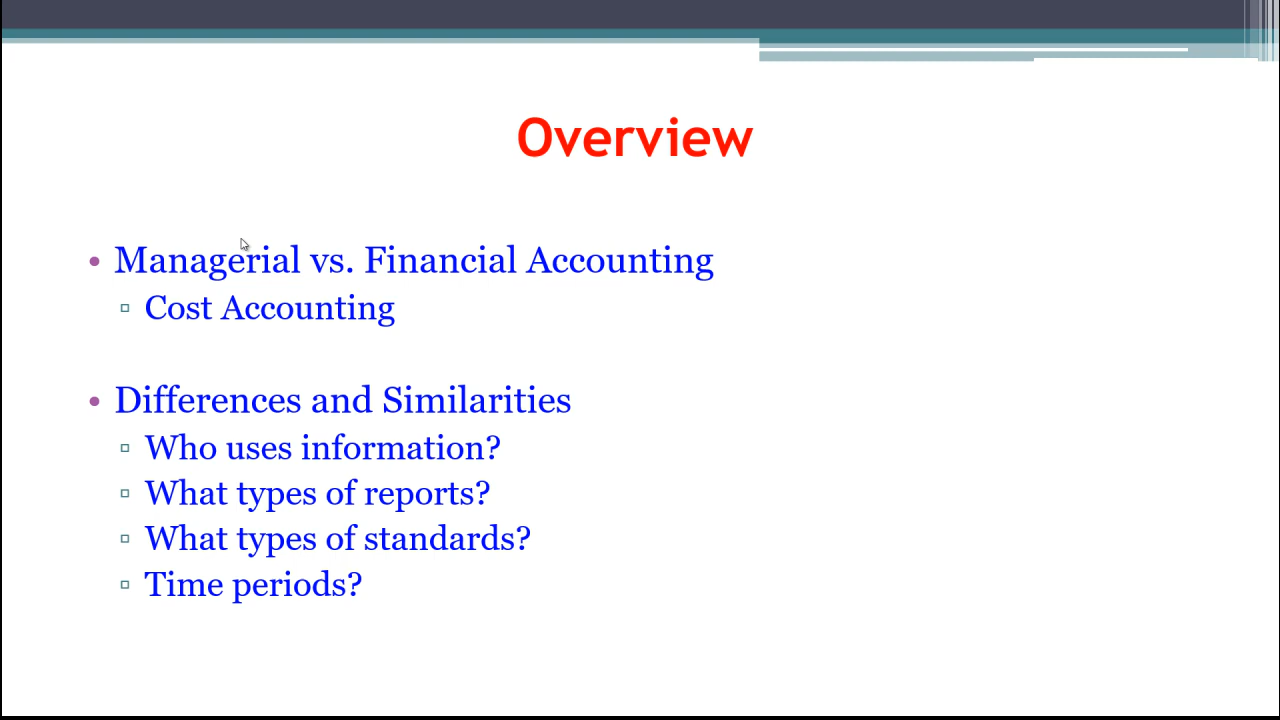 Overview
• Managerial vs. Financial Accounting
▫ Cost Accounting
• Differences and Similarities
▫ Who uses information?
▫ What types of reports?
▫ What types of standards?
▫ Time periods?